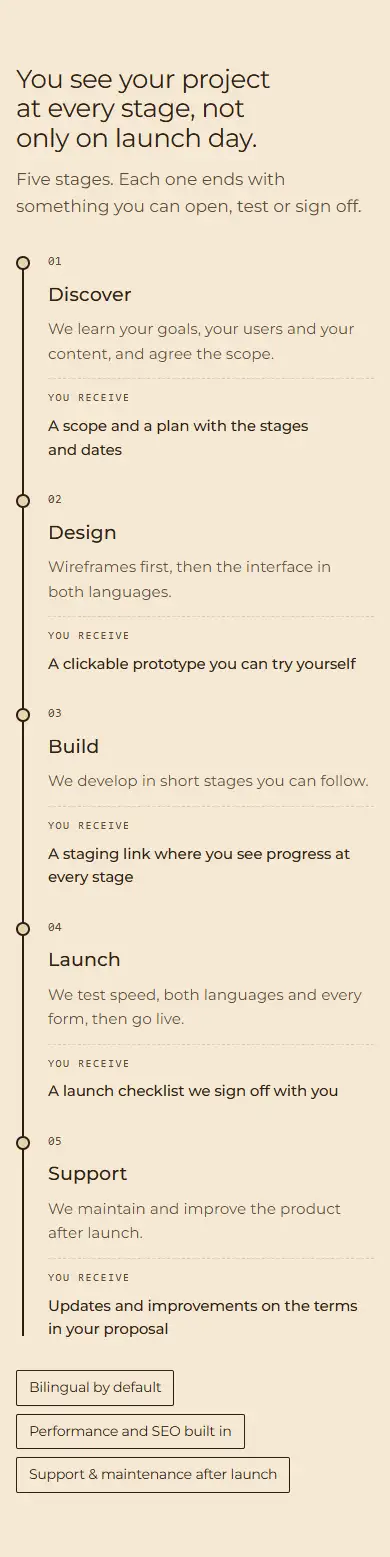 You see your project
at every stage, not
only on launch day.
Five stages. Each one ends with
something you can open, test or sign off.
01
Discover
We learn your goals, your users and your
content, and agree the scope.
YOU RECEIVE
A scope and a plan with the stages
and dates
02
Design
Wireframes first, then the interface in
both languages.
YOU RECEIVE
A clickable prototype you can try yourself
03
Build
We develop in short stages you can follow.
YOU RECEIVE
A staging link where you see progress at
every stage
04
Launch
We test speed, both languages and every
form, then go live.
YOU RECEIVE
A launch checklist we sign off with you
05
Support
We maintain and improve the product
after launch.
YOU RECEIVE
Updates and improvements on the terms
in your proposal
Bilingual by default
Performance and SEO built in
Support & maintenance after launch